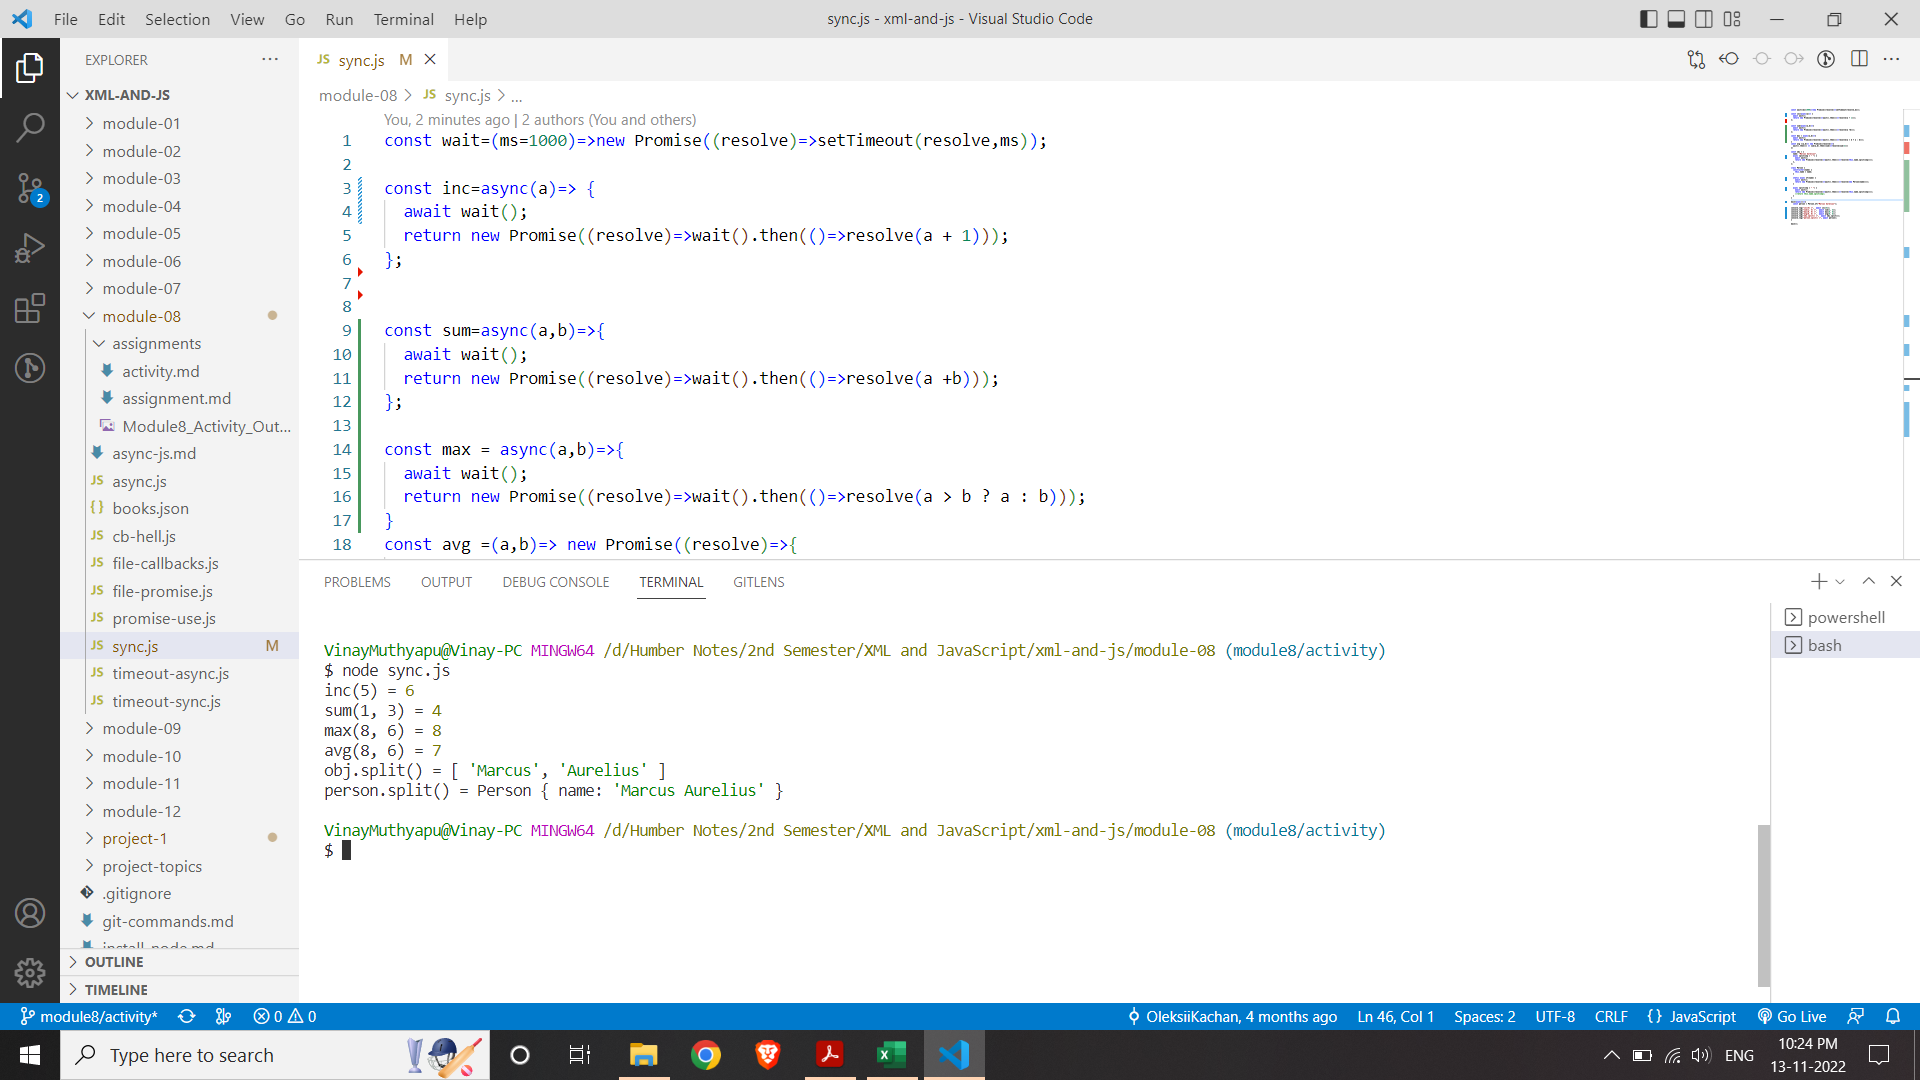 File Edit Selection View Go Run Terminal Help
sync.js - xml-and-js - Visual Studio Code
EXPLORER ...
XML-AND-JS
module-01
module-02
module-03
module-04
module-05
module-06
module-07
module-08
assignments
activity.md
assignment.md
Module8_Activity_Out...
async-js.md
JS async.js
{} books.json
JS cb-hell.js
JS file-callbacks.js
JS file-promise.js
JS promise-use.js
JS sync.js M
JS timeout-async.js
JS timeout-sync.js
module-09
module-10
module-11
module-12
project-1
project-topics
.gitignore
git-commands.md
install_node.md
OUTLINE
TIMELINE
2
JS sync.js M
module-08 > JS sync.js > ...
You, 2 minutes ago | 2 authors (You and others)
1 const wait=(ms=1000)=>new Promise((resolve)=>setTimeout(resolve,ms));
2
3 const inc=async(a)=> {
4 await wait();
5 return new Promise((resolve)=>wait().then(()=>resolve(a + 1)));
6 };
7
8
9 const sum=async(a,b)=>{
10 await wait();
11 return new Promise((resolve)=>wait().then(()=>resolve(a +b)));
12 };
13
14 const max = async(a,b)=>{
15 await wait();
16 return new Promise((resolve)=>wait().then(()=>resolve(a > b ? a : b)));
17 }
18 const avg =(a,b)=> new Promise((resolve)=>{
PROBLEMS OUTPUT DEBUG CONSOLE TERMINAL GITLENS
powershell
bash
VinayMuthyapu@Vinay-PC MINGW64 /d/Humber Notes/2nd Semester/XML and JavaScript/xml-and-js/module-08 (module8/activity)
$ node sync.js
inc(5) = 6
sum(1, 3) = 4
max(8, 6) = 8
avg(8, 6) = 7
obj.split() = [ 'Marcus', 'Aurelius' ]
person.split() = Person { name: 'Marcus Aurelius' }
VinayMuthyapu@Vinay-PC MINGW64 /d/Humber Notes/2nd Semester/XML and JavaScript/xml-and-js/module-08 (module8/activity)
$
module8/activity* 0 0 OleksiiKachan, 4 months ago Ln 46, Col 1 Spaces: 2 UTF-8 CRLF {} JavaScript Go Live
Type here to search
ENG
10:24 PM
13-11-2022